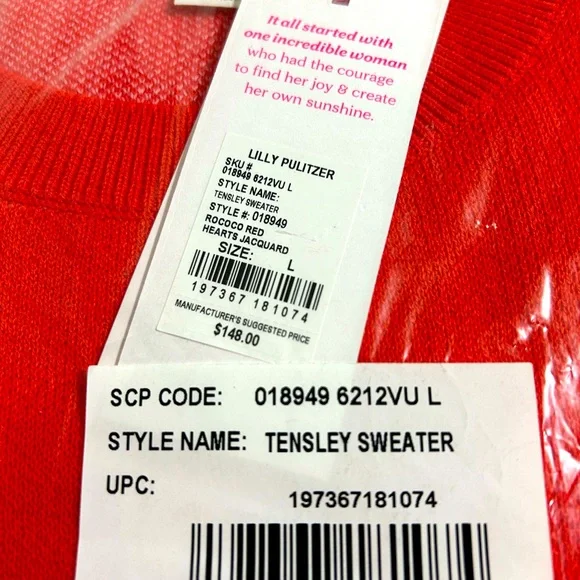 It all started with
one incredible woman
who had the courage
to find her joy & create
her own sunshine.
LILLY PULITZER
SKU #
018949 6212VU L
STYLE NAME:
TENSLEY SWEATER
STYLE #: 018949
ROCOCO RED
HEARTS JACQUARD
SIZE: L
197367 181074
MANUFACTURER'S SUGGESTED PRICE
$148.00
SCP CODE: 018949 6212VU L
STYLE NAME: TENSLEY SWEATER
UPC: 197367181074